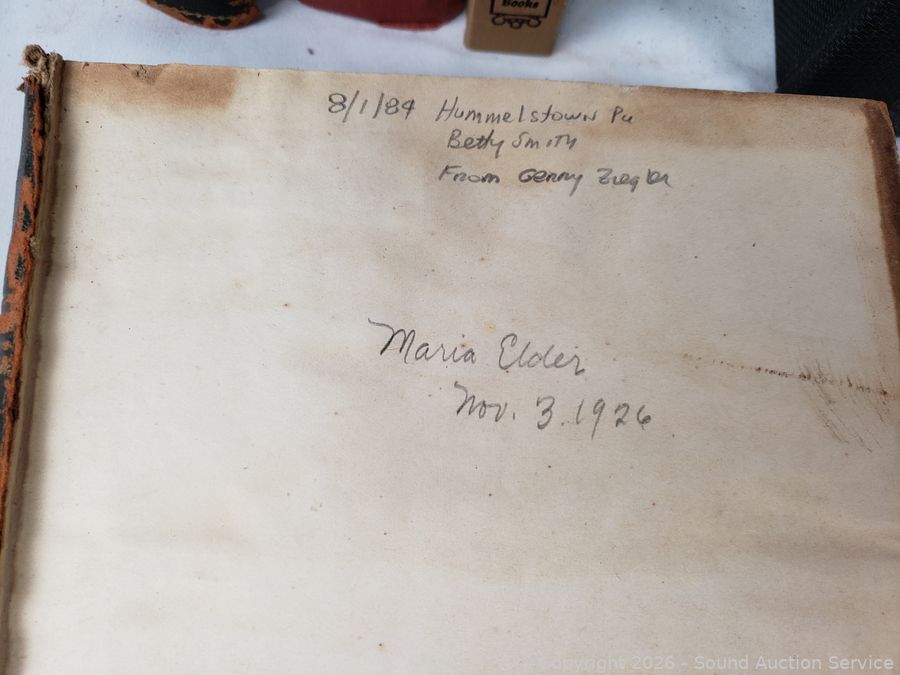 Books
8/1/84 Hummelstown Pa
Betty Smith
From Gerry Ziegler
Maria Elder
Nov. 3. 1926
Copyright 2026 - Sound Auction Service